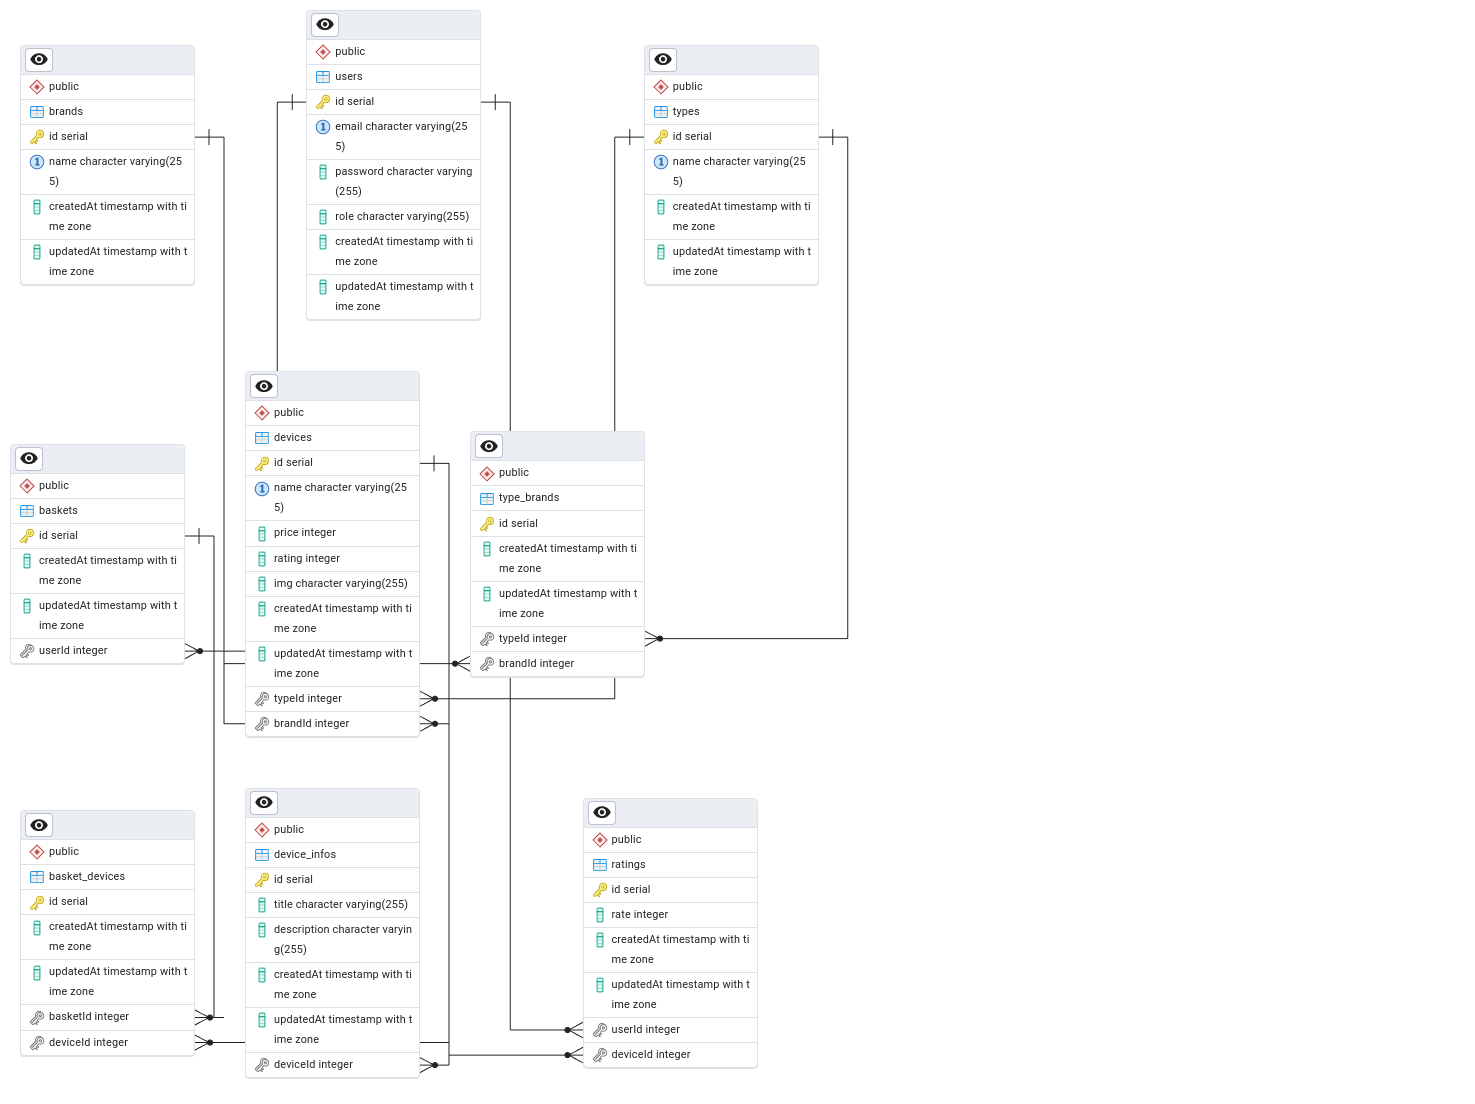 public
brands
id serial
name character varying(25
5)
createdAt timestamp with ti
me zone
updatedAt timestamp with t
ime zone
public
users
id serial
email character varying(25
5)
password character varying
(255)
role character varying(255)
createdAt timestamp with ti
me zone
updatedAt timestamp with t
ime zone
public
types
id serial
name character varying(25
5)
createdAt timestamp with ti
me zone
updatedAt timestamp with t
ime zone
public
baskets
id serial
createdAt timestamp with ti
me zone
updatedAt timestamp with t
ime zone
userId integer
public
devices
id serial
name character varying(25
5)
price integer
rating integer
img character varying(255)
createdAt timestamp with ti
me zone
updatedAt timestamp with t
ime zone
typeId integer
brandId integer
public
type_brands
id serial
createdAt timestamp with ti
me zone
updatedAt timestamp with t
ime zone
typeId integer
brandId integer
public
basket_devices
id serial
createdAt timestamp with ti
me zone
updatedAt timestamp with t
ime zone
basketId integer
deviceId integer
public
device_infos
id serial
title character varying(255)
description character varyin
g(255)
createdAt timestamp with ti
me zone
updatedAt timestamp with t
ime zone
deviceId integer
public
ratings
id serial
rate integer
createdAt timestamp with ti
me zone
updatedAt timestamp with t
ime zone
userId integer
deviceId integer